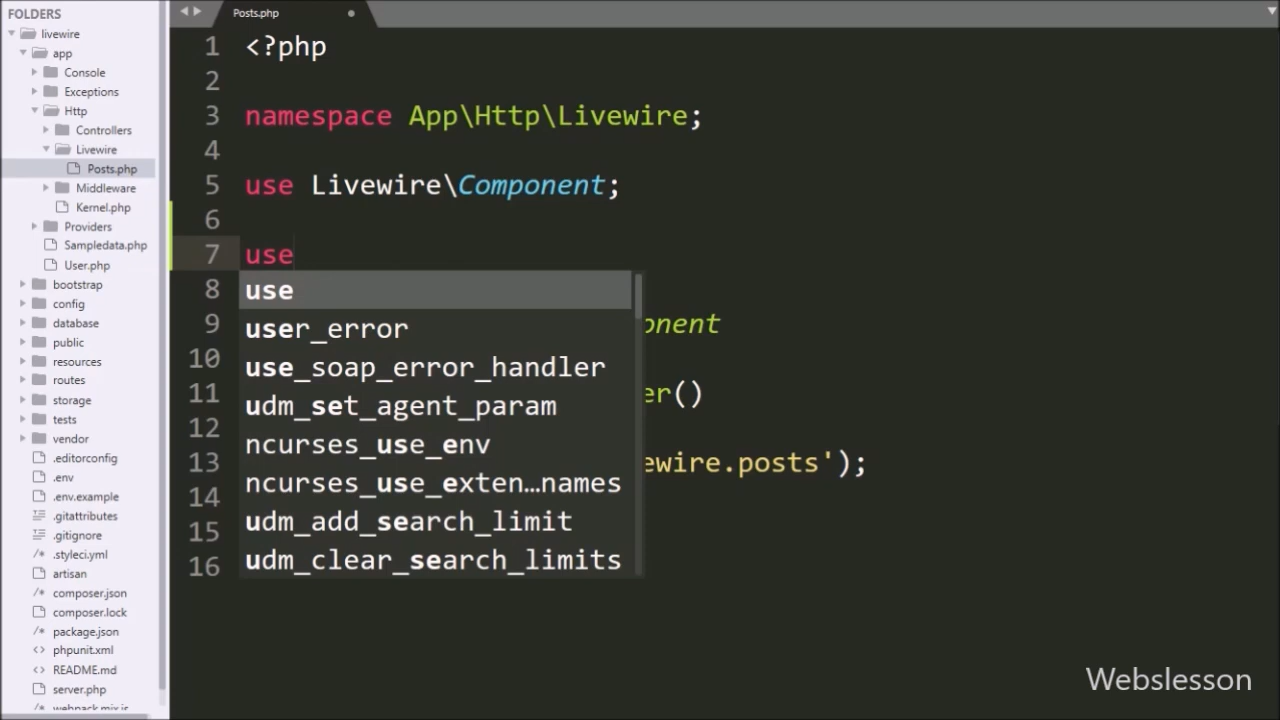 FOLDERS
livewire
app
Console
Exceptions
Http
Controllers
Livewire
Posts.php
Middleware
Kernel.php
Providers
Sampledata.php
User.php
bootstrap
config
database
public
resources
routes
storage
tests
vendor
.editorconfig
.env
.env.example
.gitattributes
.gitignore
/* .styleci.yml
artisan
/* composer.json
composer.lock
/* package.json
<> phpunit.xml
<> README.md
server.php
webpack.mix.js
Posts.php
1 <?php
2
3 namespace App\Http\Livewire;
4
5 use Livewire\Component;
6
7 use
8
9 onent
10
11 er()
12
13 ewire.posts');
14
15
16
use
user_error
use_soap_error_handler
udm_set_agent_param
ncurses_use_env
ncurses_use_exten…names
udm_add_search_limit
udm_clear_search_limits
Webslesson